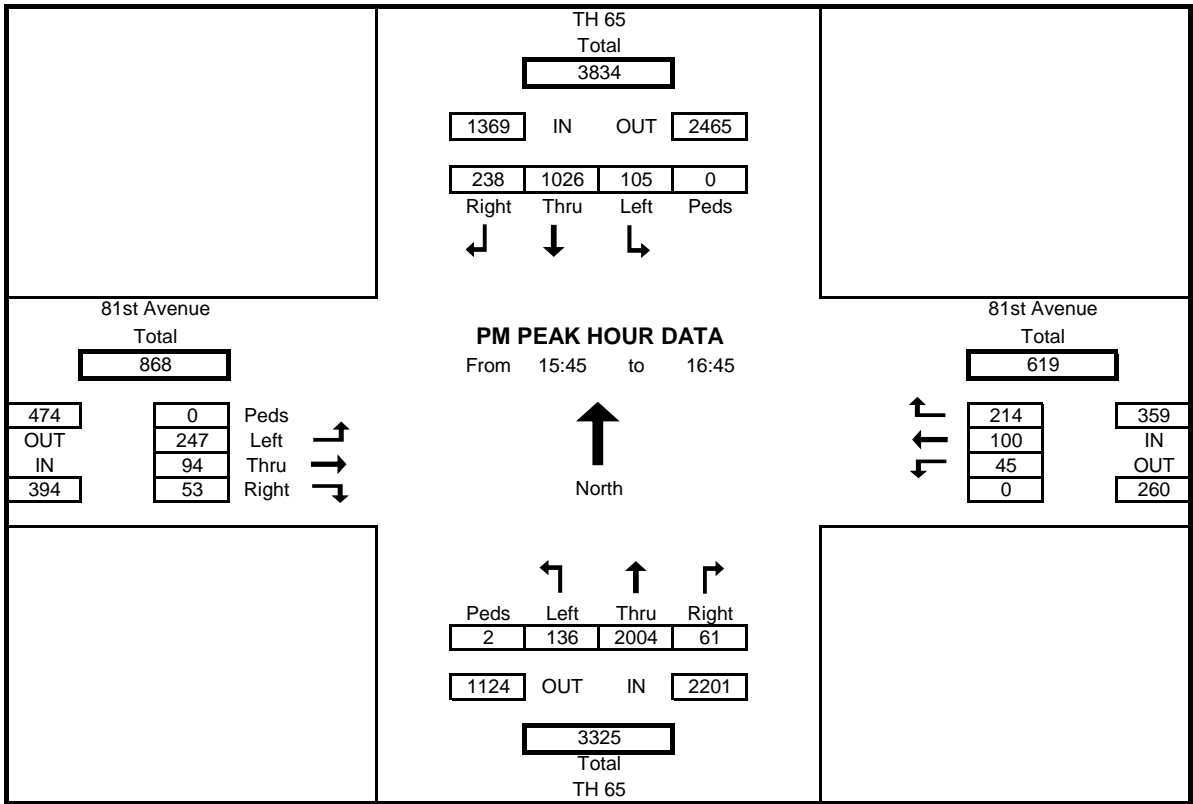 TH 65
Total
3834
1369 IN OUT 2465
238 1026 105 0
Right Thru Left Peds
81st Avenue
Total
868
474
OUT
IN
394
0 Peds
247 Left
94 Thru
53 Right
PM PEAK HOUR DATA
From 15:45 to 16:45
North
81st Avenue
Total
619
214
100
45
0
359
IN
OUT
260
Peds Left Thru Right
2 136 2004 61
1124 OUT IN 2201
3325
Total
TH 65